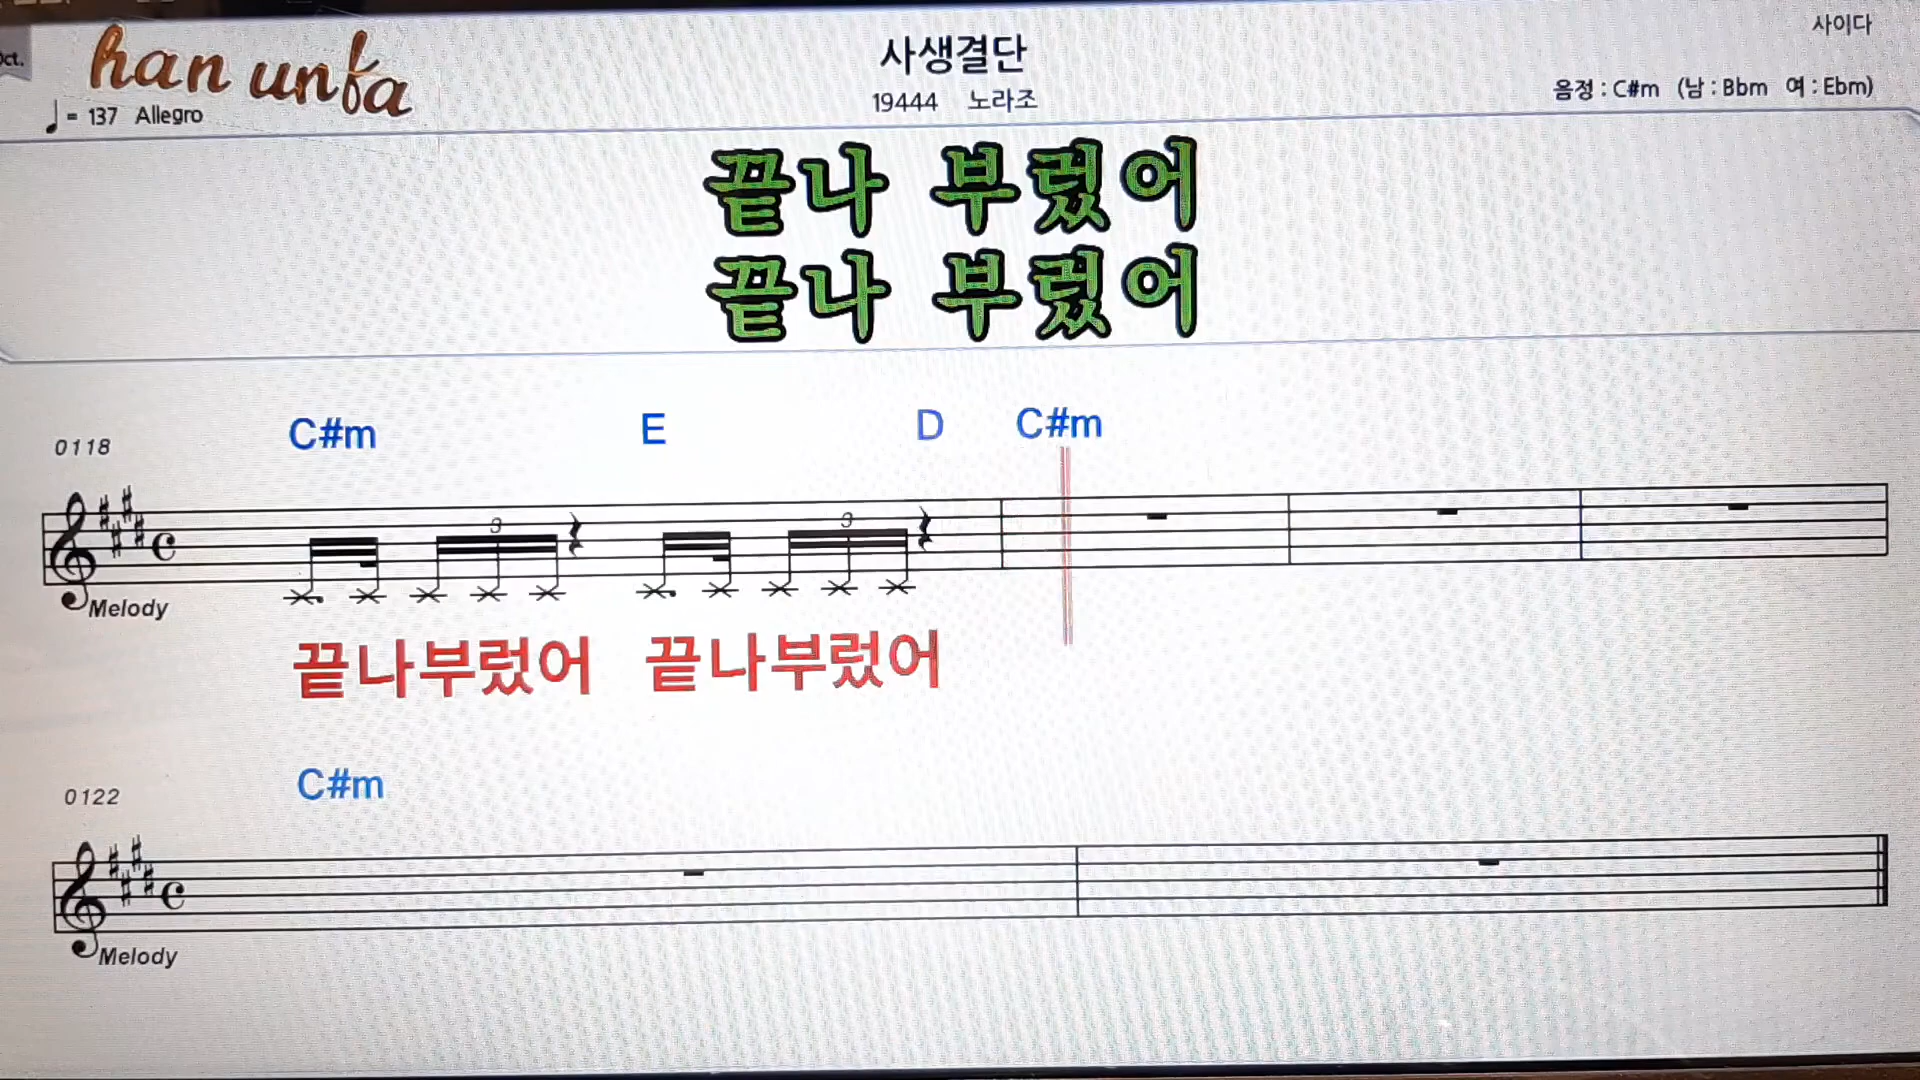 사이다
Oct.
han unfa
사생결단
19444 노라조
음정 : C#m (남 : Bbm 여 : Ebm)
♩ = 137 Allegro
끝나 부렀어
끝나 부렀어
C#m E D C#m
0118
3 3
Melody
끝나부렀어 끝나부렀어
C#m
0122
Melody